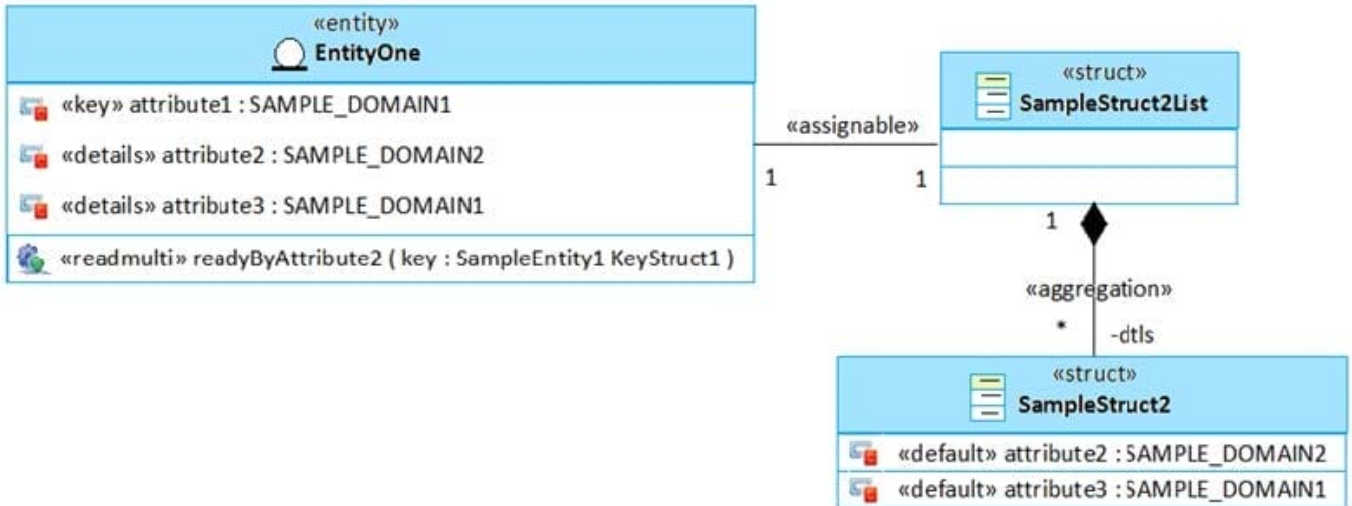 «entity»
EntityOne
«key» attribute1 : SAMPLE_DOMAIN1
«details» attribute2 : SAMPLE_DOMAIN2
«details» attribute3 : SAMPLE_DOMAIN1
«readmulti» readyByAttribute2 ( key : SampleEntity1 KeyStruct1 )
«assignable»
1
1
«struct»
SampleStruct2List
1
«aggregation»
*
-dtls
«struct»
SampleStruct2
«default» attribute2 : SAMPLE_DOMAIN2
«default» attribute3 : SAMPLE_DOMAIN1